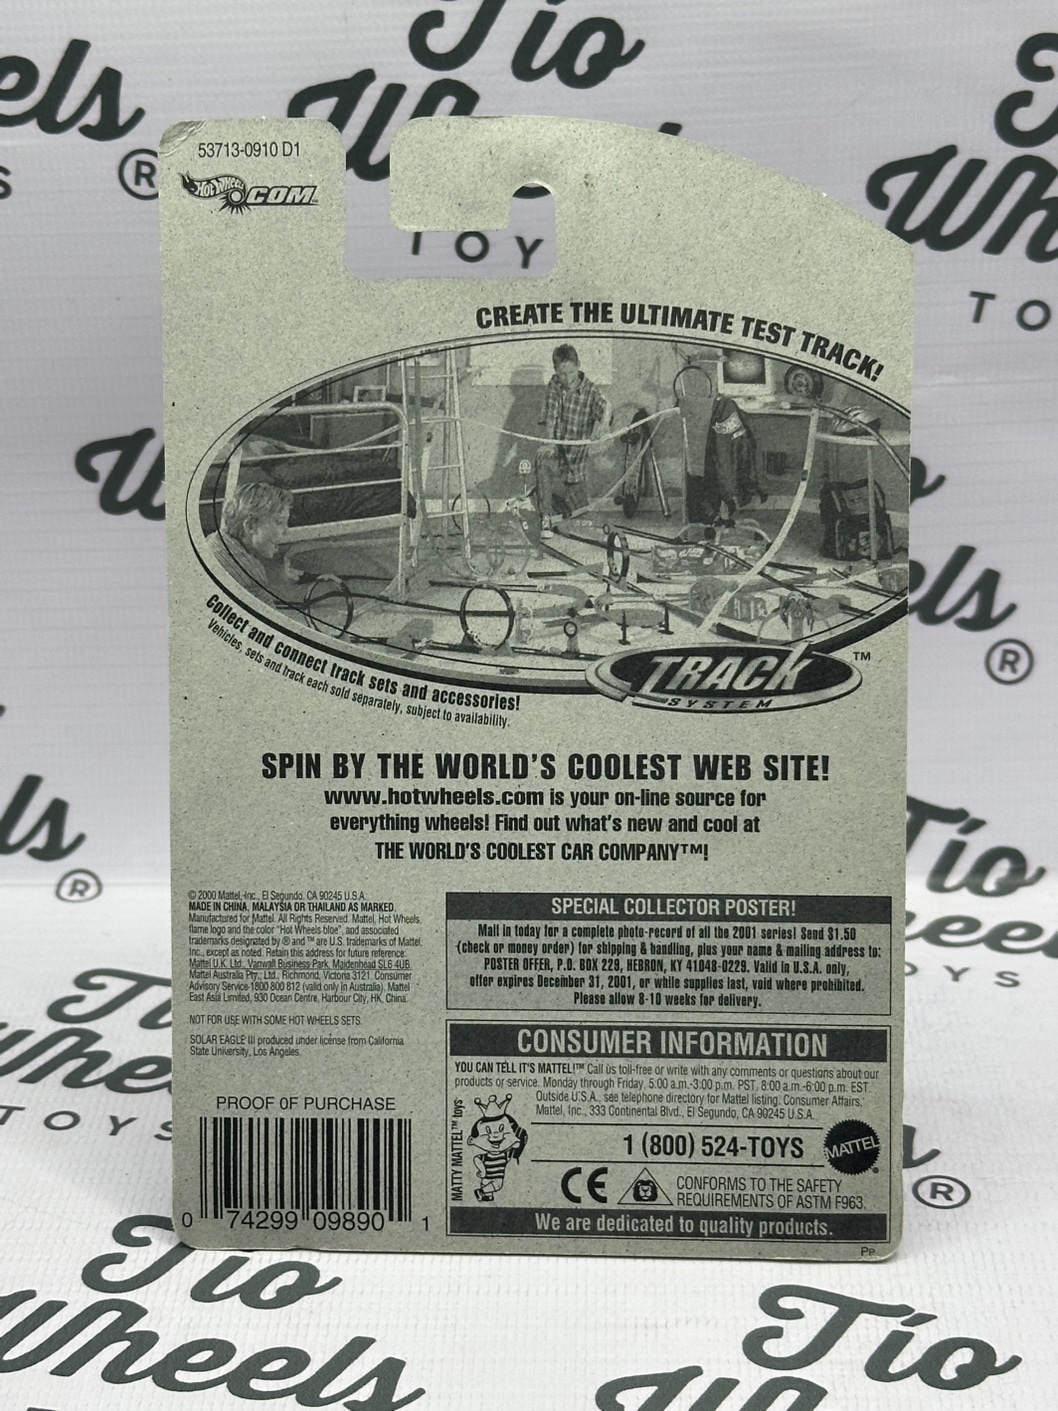 Tio
Wheels
TOYS
®
53713-0910 D1
HOT WHEELS .COM™
CREATE THE ULTIMATE TEST TRACK!
Collect and connect track sets and accessories!
Vehicles, sets and track each sold separately, subject to availability.
TRACK™
SYSTEM
SPIN BY THE WORLD'S COOLEST WEB SITE!
www.hotwheels.com is your on-line source for
everything wheels! Find out what's new and cool at
THE WORLD'S COOLEST CAR COMPANY™!
© 2000 Mattel, Inc., El Segundo, CA 90245 U.S.A.
MADE IN CHINA, MALAYSIA OR THAILAND AS MARKED.
Manufactured for Mattel. All Rights Reserved. Mattel, Hot Wheels,
flame logo and the color "Hot Wheels blue", and associated
trademarks designated by ® and ™ are U.S. trademarks of Mattel,
Inc., except as noted. Retain this address for future reference:
Mattel U.K. Ltd., Vanwall Business Park, Maidenhead SL6 4UB.
Mattel Australia Pty., Ltd., Richmond, Victoria 3121. Consumer
Advisory Service-1800 800 812 (valid only in Australia). Mattel
East Asia Limited, 930 Ocean Centre, Harbour City, HK, China.
NOT FOR USE WITH SOME HOT WHEELS SETS.
SOLAR EAGLE III produced under license from California
State University, Los Angeles.
PROOF OF PURCHASE
0 74299 09890 1
SPECIAL COLLECTOR POSTER!
Mail in today for a complete photo-record of all the 2001 series! Send $1.50
(check or money order) for shipping & handling, plus your name & mailing address to:
POSTER OFFER, P.O. BOX 229, HEBRON, KY 41048-0229. Valid in U.S.A. only,
offer expires December 31, 2001, or while supplies last, void where prohibited.
Please allow 8-10 weeks for delivery.
CONSUMER INFORMATION
YOU CAN TELL IT'S MATTEL!™ Call us toll-free or write with any comments or questions about our
products or service. Monday through Friday, 5:00 a.m.-3:00 p.m. PST, 8:00 a.m.-6:00 p.m. EST.
Outside U.S.A., see telephone directory for Mattel listing. Consumer Affairs,
Mattel, Inc., 333 Continental Blvd., El Segundo, CA 90245 U.S.A.
MATTY MATTEL™ toys
1 (800) 524-TOYS
MATTEL®
CE
CONFORMS TO THE SAFETY
REQUIREMENTS OF ASTM F963.
We are dedicated to quality products.
Pp